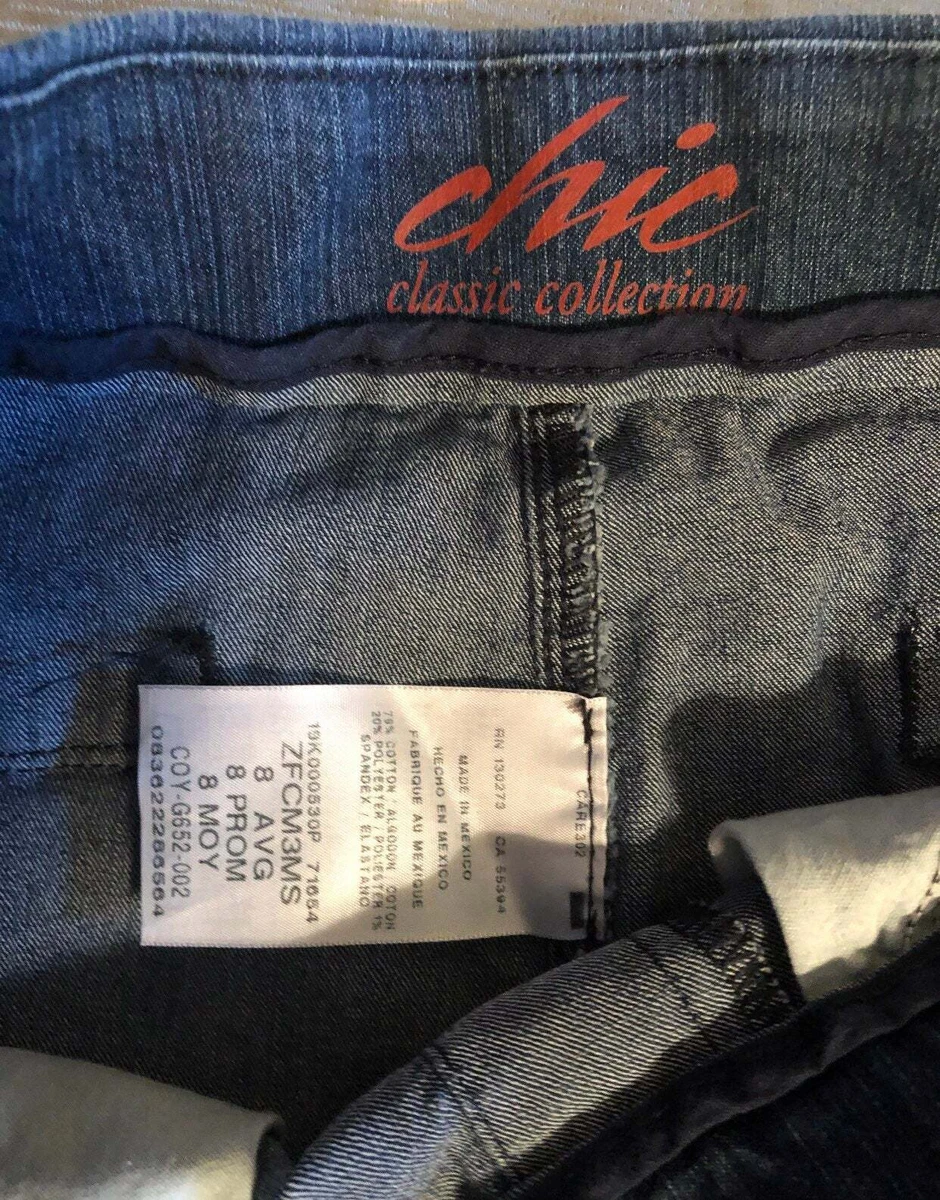 chic
classic collection
CARE302
RN 130273 CA 55394
MADE IN MEXICO
HECHO EN MEXICO
FABRIQUE AU MEXIQUE
79% COTTON / ALGODON COTON
20% POLYESTER / POLIESTER 1%
SPANDEX / ELASTANO
19K000530P 71654
ZFCM3MS
8 AVG
8 PROM
8 MOY
COY-G652-002
083622286564